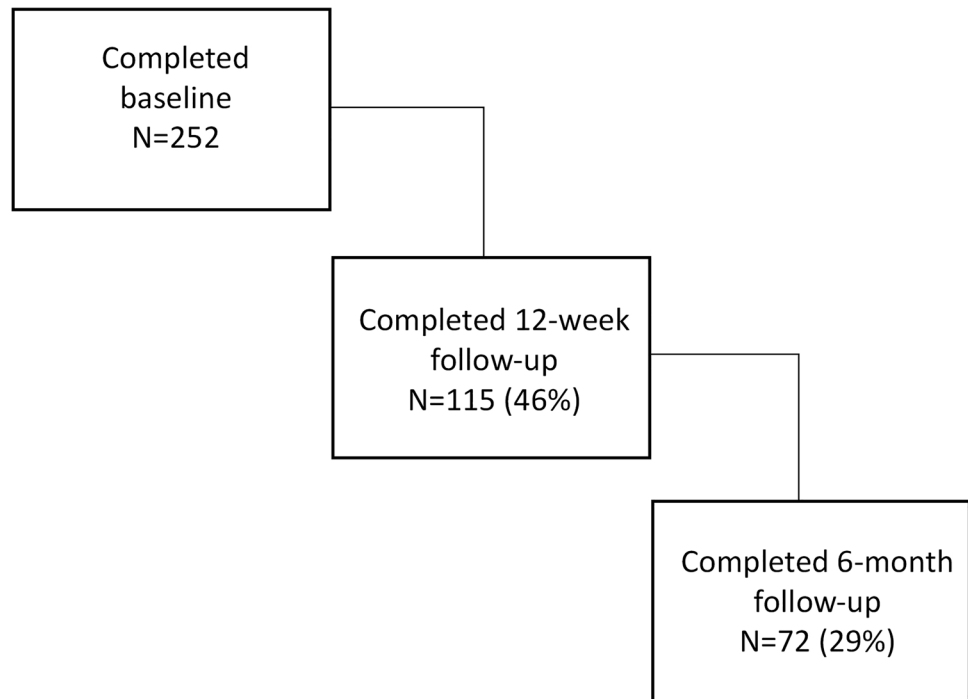 Completed
baseline
N=252
Completed 12-week
follow-up
N=115 (46%)
Completed 6-month
follow-up
N=72 (29%)